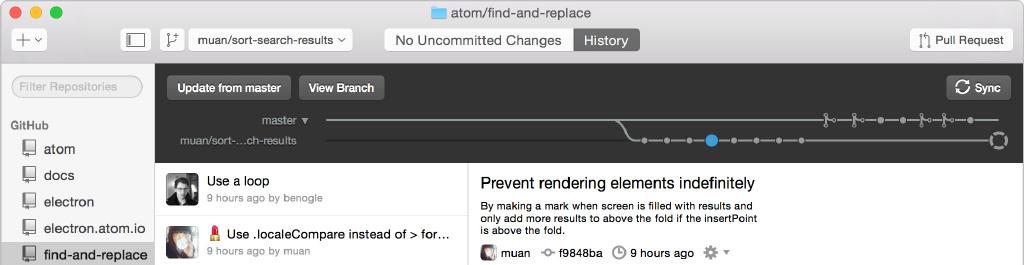 atom/find-and-replace
muan/sort-search-results
No Uncommitted Changes
History
Pull Request
Filter Repositories
Update from master
View Branch
Sync
master
muan/sort-...ch-results
GitHub
atom
docs
electron
electron.atom.io
find-and-replace
Use a loop
9 hours ago by benogle
💄 Use .localeCompare instead of > for…
9 hours ago by muan
Prevent rendering elements indefinitely
By making a mark when screen is filled with results and
only add more results to above the fold if the insertPoint
is above the fold.
muan f9848ba 9 hours ago